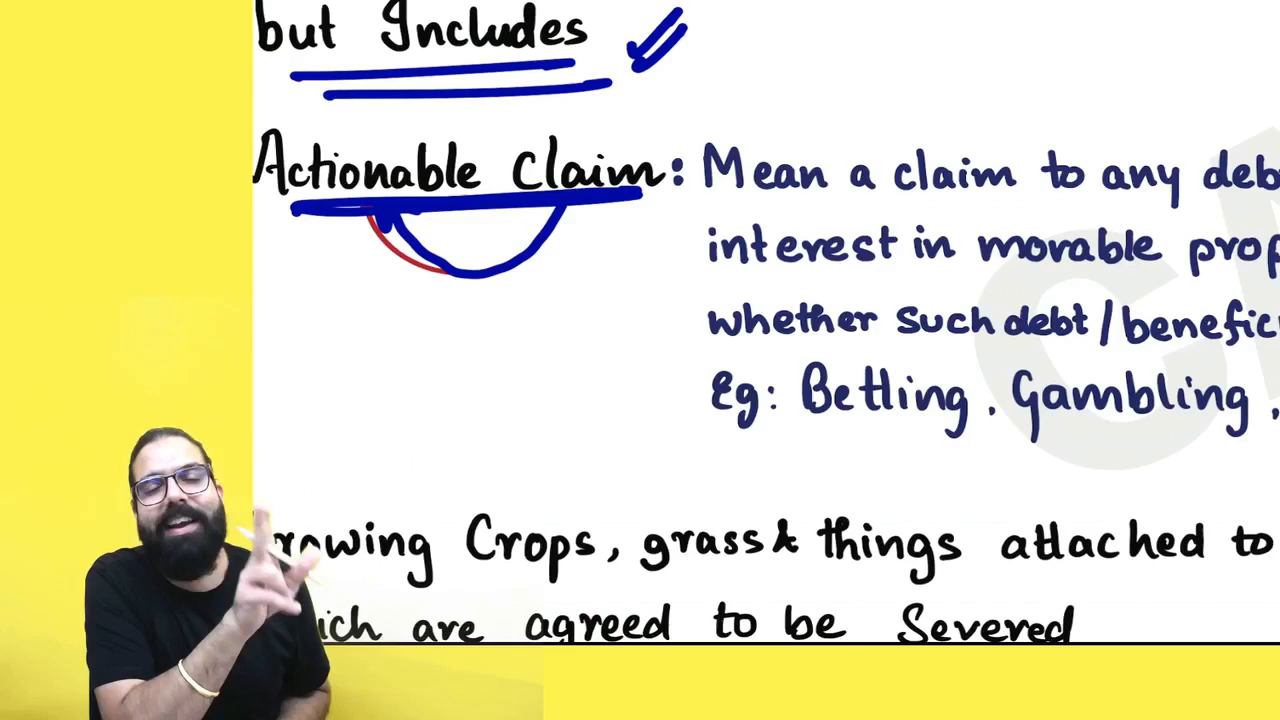 but Includes
Actionable Claim: Mean a claim to any deb
interest in movable prop
whether such debt/benefic
Eg: Betting, Gambling,
rowing Crops, grass & things attached to
ich are agreed to be Severed